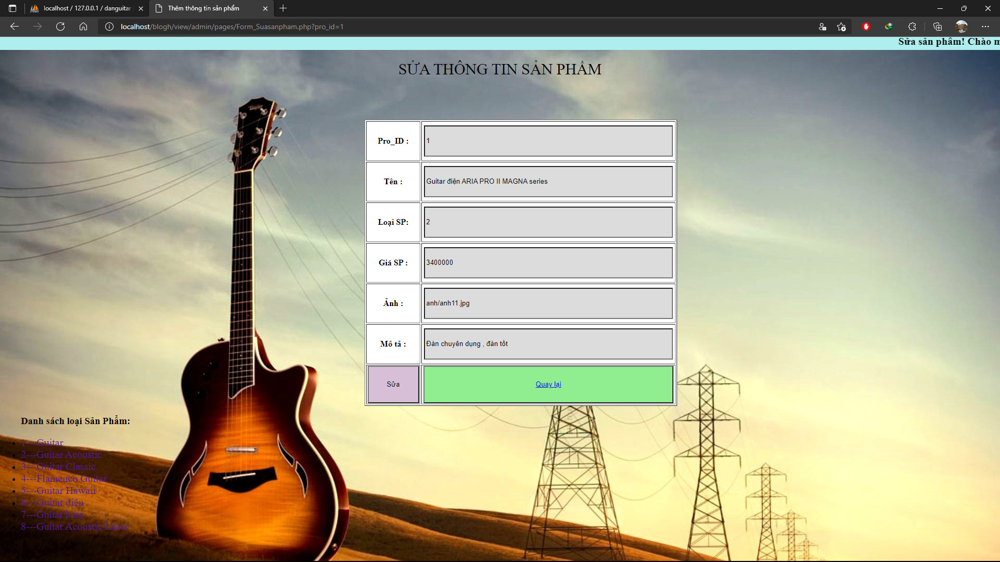 localhost / 127.0.0.1 / danguitar
Thêm thông tin sản phẩm
localhost/blogh/view/admin/pages/Form_Suasanpham.php?pro_id=1
Sửa sản phẩm! Chào m
SỬA THÔNG TIN SẢN PHẨM
Pro_ID : 1
Tên : Guitar điện ARIA PRO II MAGNA series
Loại SP: 2
Giá SP : 3400000
Ảnh : anh/anh11.jpg
Mô tả : Đàn chuyên dụng , đàn tốt
Sửa Quay lại
Danh sách loại Sản Phẩm:
1---Guitar
2---Guitar Acoustic
3---Guitar Classic
4---Flamenco Guitar
5---Guitar Hawaii
6---Guitar điện
7---Guitar bass
8---Guitar Acoustic